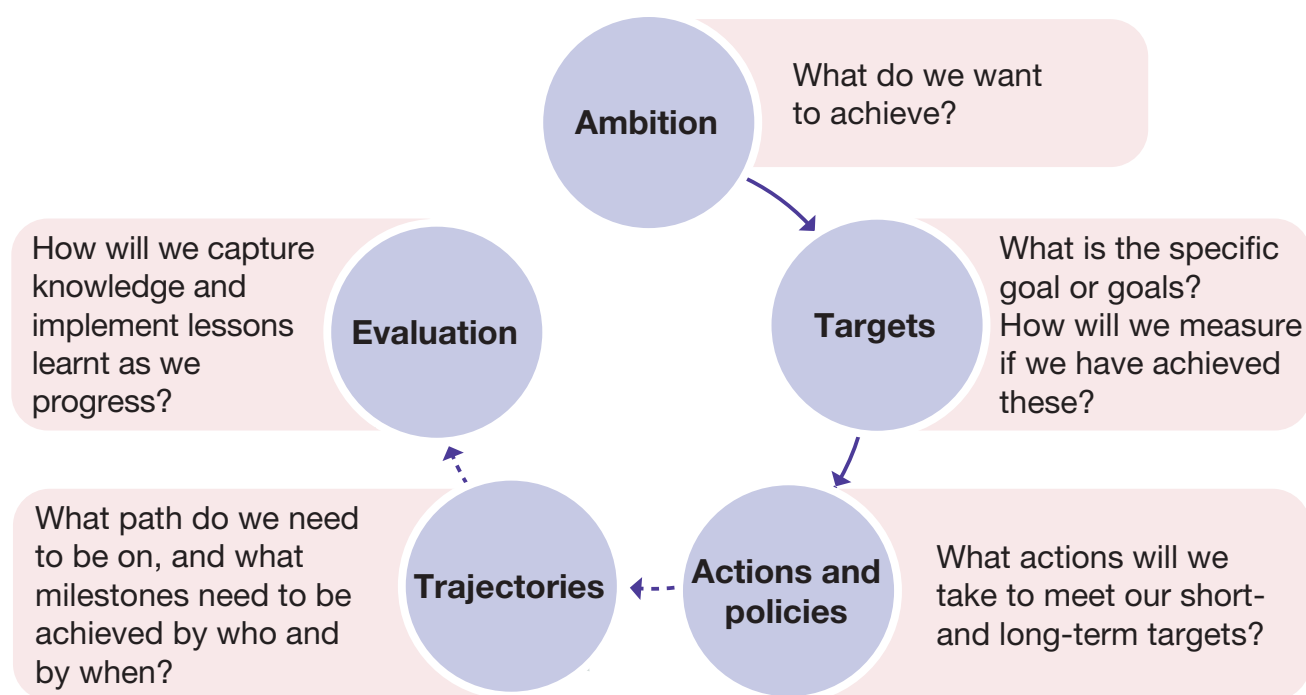 Ambition
What do we want
to achieve?
Targets
What is the specific
goal or goals?
How will we measure
if we have achieved
these?
Actions and
policies
What actions will we
take to meet our short-
and long-term targets?
Trajectories
What path do we need
to be on, and what
milestones need to be
achieved by who and
by when?
Evaluation
How will we capture
knowledge and
implement lessons
learnt as we
progress?